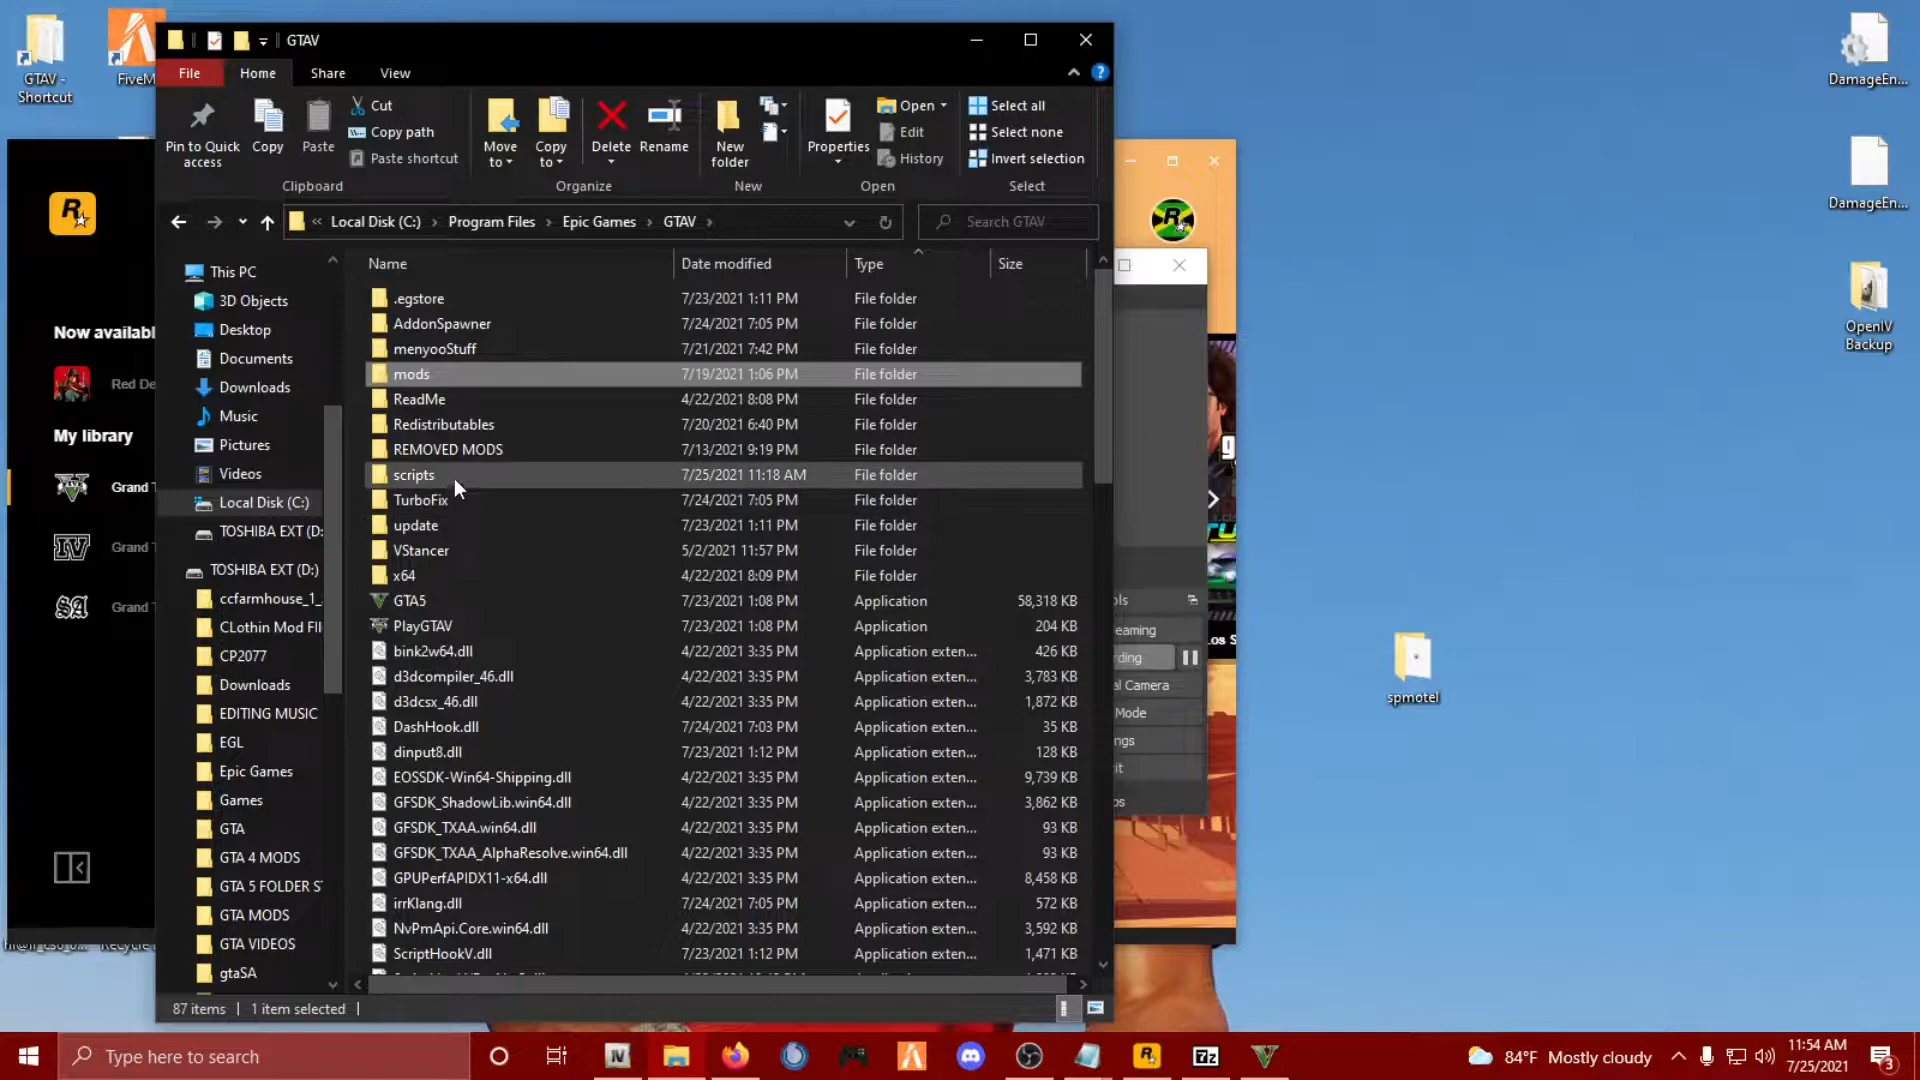 GTAV - Shortcut
FiveM
GTAV
File Home Share View
Pin to Quick access
Copy
Paste
Cut
Copy path
Paste shortcut
Clipboard
Move to
Copy to
Delete
Rename
Organize
New folder
New
Properties
Open
Edit
History
Open
Select all
Select none
Invert selection
Select
« Local Disk (C:) › Program Files › Epic Games › GTAV ›
Search GTAV
This PC
3D Objects
Desktop
Documents
Downloads
Music
Pictures
Videos
Local Disk (C:)
TOSHIBA EXT (D:
TOSHIBA EXT (D:)
ccfarmhouse_1_
CLothin Mod FII
CP2077
Downloads
EDITING MUSIC
EGL
Epic Games
Games
GTA
GTA 4 MODS
GTA 5 FOLDER S
GTA MODS
GTA VIDEOS
gtaSA
Name Date modified Type Size
.egstore 7/23/2021 1:11 PM File folder
AddonSpawner 7/24/2021 7:05 PM File folder
menyooStuff 7/21/2021 7:42 PM File folder
mods 7/19/2021 1:06 PM File folder
ReadMe 4/22/2021 8:08 PM File folder
Redistributables 7/20/2021 6:40 PM File folder
REMOVED MODS 7/13/2021 9:19 PM File folder
scripts 7/25/2021 11:18 AM File folder
TurboFix 7/24/2021 7:05 PM File folder
update 7/23/2021 1:11 PM File folder
VStancer 5/2/2021 11:57 PM File folder
x64 4/22/2021 8:09 PM File folder
GTA5 7/23/2021 1:08 PM Application 58,318 KB
PlayGTAV 7/23/2021 1:08 PM Application 204 KB
bink2w64.dll 4/22/2021 3:35 PM Application exten... 426 KB
d3dcompiler_46.dll 4/22/2021 3:35 PM Application exten... 3,783 KB
d3dcsx_46.dll 4/22/2021 3:35 PM Application exten... 1,872 KB
DashHook.dll 7/24/2021 7:03 PM Application exten... 35 KB
dinput8.dll 7/23/2021 1:12 PM Application exten... 128 KB
EOSSDK-Win64-Shipping.dll 4/22/2021 3:35 PM Application exten... 9,739 KB
GFSDK_ShadowLib.win64.dll 4/22/2021 3:35 PM Application exten... 3,862 KB
GFSDK_TXAA.win64.dll 4/22/2021 3:35 PM Application exten... 93 KB
GFSDK_TXAA_AlphaResolve.win64.dll 4/22/2021 3:35 PM Application exten... 93 KB
GPUPerfAPIDX11-x64.dll 4/22/2021 3:35 PM Application exten... 8,458 KB
irrKlang.dll 7/24/2021 7:05 PM Application exten... 572 KB
NvPmApi.Core.win64.dll 4/22/2021 3:35 PM Application exten... 3,592 KB
ScriptHookV.dll 7/23/2021 1:12 PM Application exten... 1,471 KB
87 items 1 item selected
Now availabl
Red De
My library
Grand T
Grand T
Grand T
ols
eaming
rding
al Camera
Mode
ngs
it
os S
DamageEn...
DamageEn...
OpenIV Backup
spmotel
Type here to search
84°F Mostly cloudy
11:54 AM
7/25/2021
3